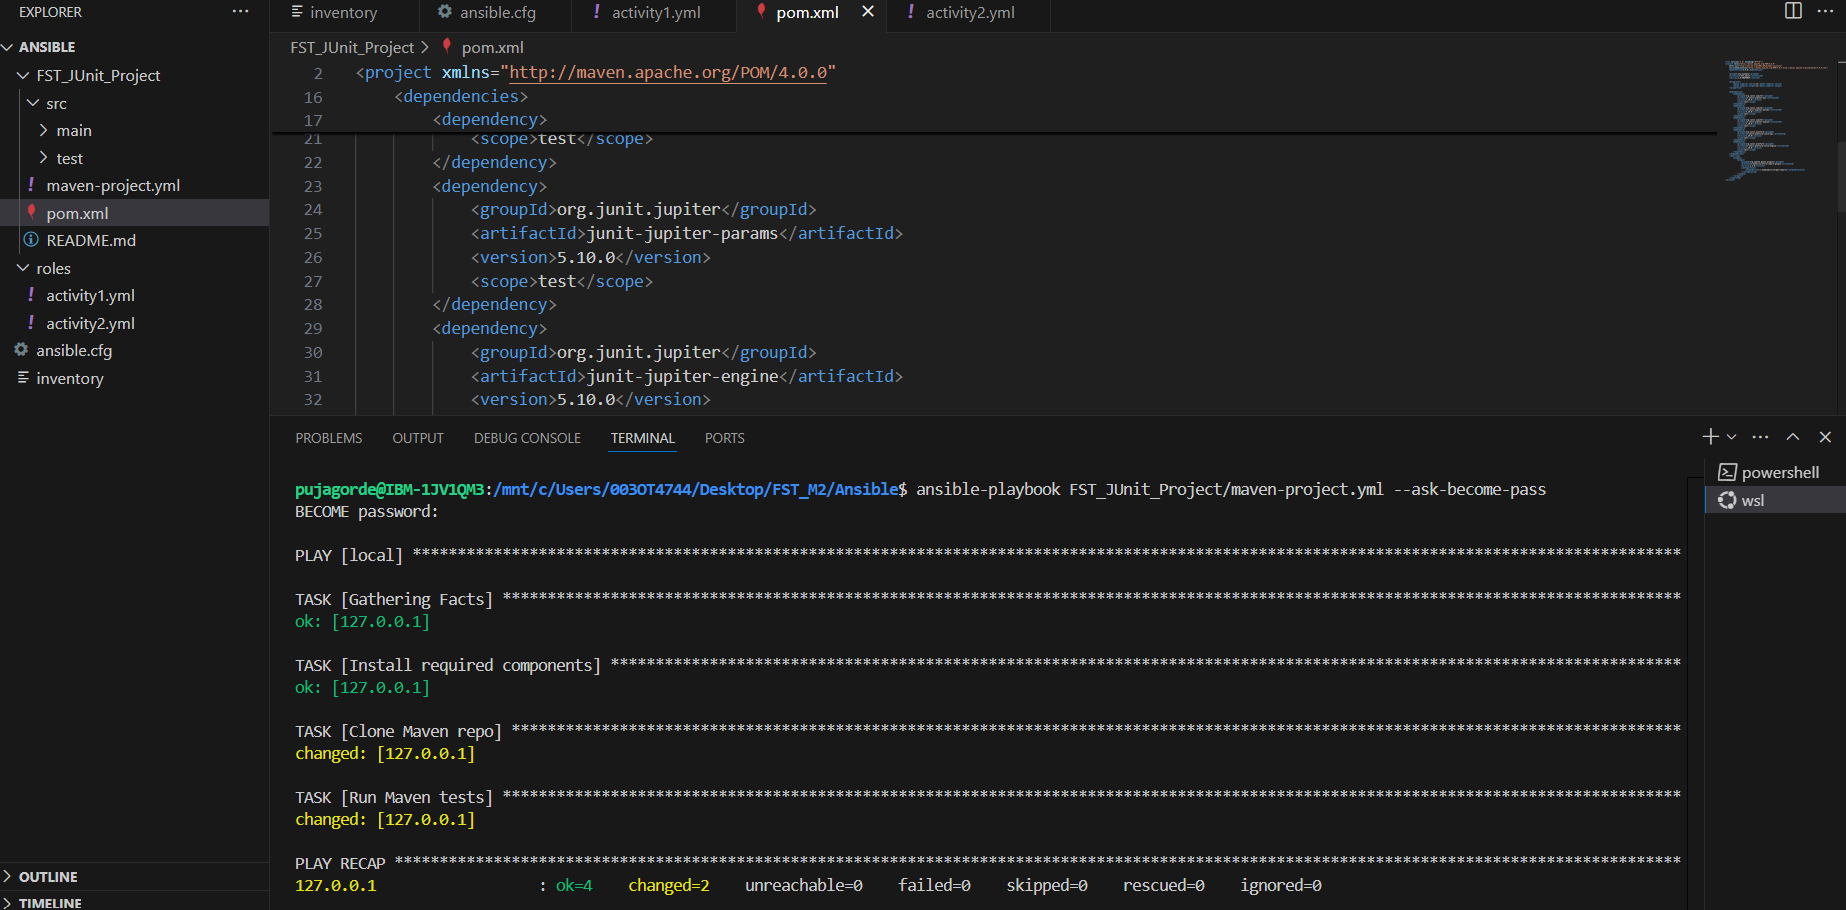 EXPLORER
ANSIBLE
FST_JUnit_Project
src
main
test
maven-project.yml
pom.xml
README.md
roles
activity1.yml
activity2.yml
ansible.cfg
inventory
OUTLINE
TIMELINE
inventory
ansible.cfg
activity1.yml
pom.xml
activity2.yml
FST_JUnit_Project > pom.xml
2 <project xmlns="http://maven.apache.org/POM/4.0.0"
16 <dependencies>
17 <dependency>
21 <scope>test</scope>
22 </dependency>
23 <dependency>
24 <groupId>org.junit.jupiter</groupId>
25 <artifactId>junit-jupiter-params</artifactId>
26 <version>5.10.0</version>
27 <scope>test</scope>
28 </dependency>
29 <dependency>
30 <groupId>org.junit.jupiter</groupId>
31 <artifactId>junit-jupiter-engine</artifactId>
32 <version>5.10.0</version>
PROBLEMS OUTPUT DEBUG CONSOLE TERMINAL PORTS
powershell
wsl
pujagorde@IBM-1JV1QM3:/mnt/c/Users/003OT4744/Desktop/FST_M2/Ansible$ ansible-playbook FST_JUnit_Project/maven-project.yml --ask-become-pass
BECOME password:
PLAY [local] *********************************************************************************************************************************************
TASK [Gathering Facts] ***********************************************************************************************************************************
ok: [127.0.0.1]
TASK [Install required components] ***********************************************************************************************************************
ok: [127.0.0.1]
TASK [Clone Maven repo] **********************************************************************************************************************************
changed: [127.0.0.1]
TASK [Run Maven tests] ***********************************************************************************************************************************
changed: [127.0.0.1]
PLAY RECAP ***********************************************************************************************************************************************
127.0.0.1 : ok=4 changed=2 unreachable=0 failed=0 skipped=0 rescued=0 ignored=0